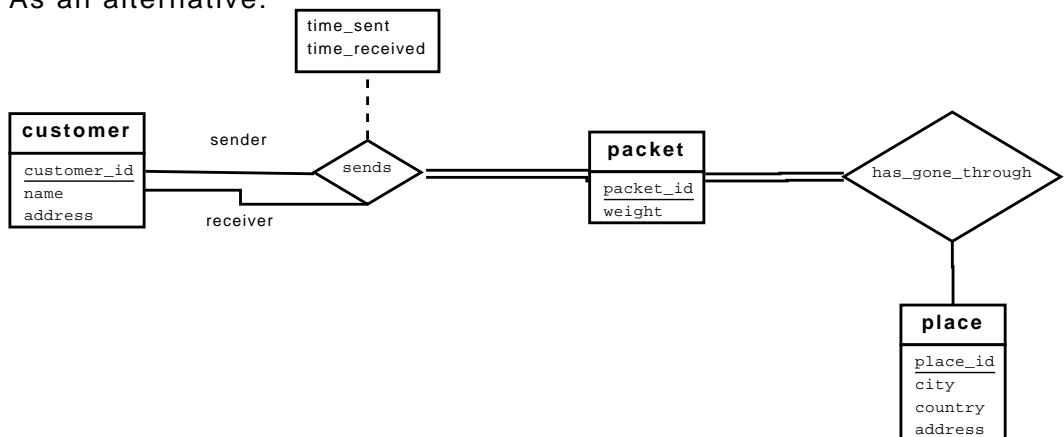 As an alternative:
time_sent
time_received
customer
customer_id
name
address
sender
receiver
sends
packet
packet_id
weight
has_gone_through
place
place_id
city
country
address